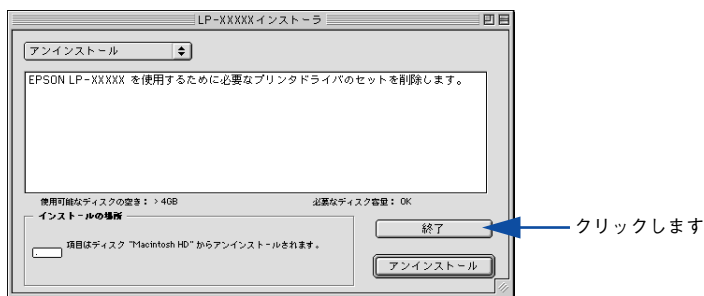 LP-XXXXXインストーラ
アンインストール
EPSON LP-XXXXX を使用するために必要なプリンタドライバのセットを削除します。
使用可能なディスクの空き： > 4GB
必要なディスク容量： OK
インストールの場所
項目はディスク "Macintosh HD" からアンインストールされます。
終了
クリックします
アンインストール